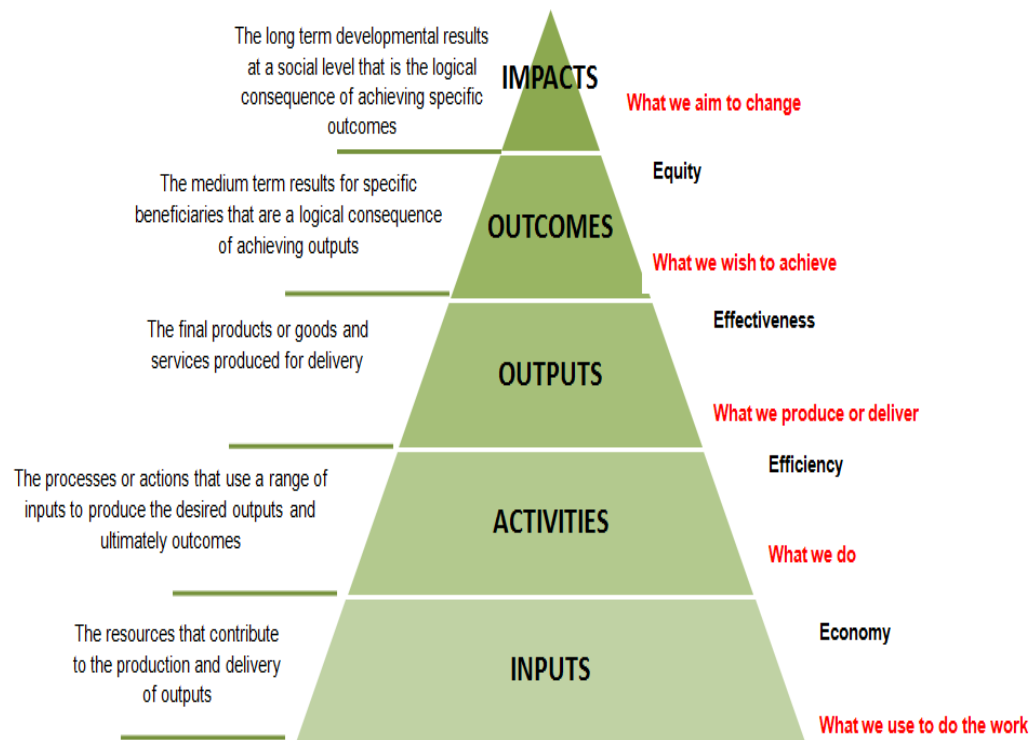 The long term developmental results
at a social level that is the logical
consequence of achieving specific
outcomes
IMPACTS
What we aim to change
Equity
The medium term results for specific
beneficiaries that are a logical consequence
of achieving outputs
OUTCOMES
What we wish to achieve
Effectiveness
The final products or goods and
services produced for delivery
OUTPUTS
What we produce or deliver
Efficiency
The processes or actions that use a range of
inputs to produce the desired outputs and
ultimately outcomes
ACTIVITIES
What we do
Economy
The resources that contribute
to the production and delivery
of outputs
INPUTS
What we use to do the work